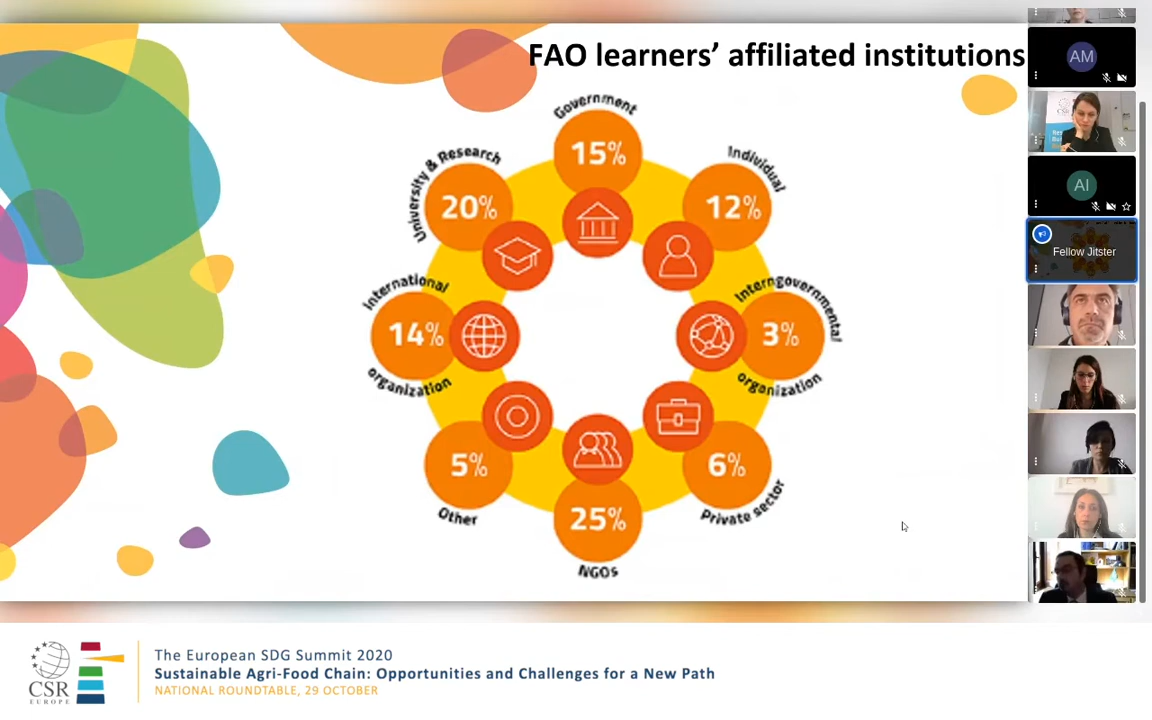 FAO learners' affiliated institutions
Government
15%
Individual
12%
Interngovernmental
3%
organization
6%
Private sector
25%
NGOs
5%
Other
International
14%
organization
University & Research
20%
AM
AI
Fellow Jitster
CSR
CSR
EUROPE
The European SDG Summit 2020
Sustainable Agri-Food Chain: Opportunities and Challenges for a New Path
NATIONAL ROUNDTABLE, 29 OCTOBER